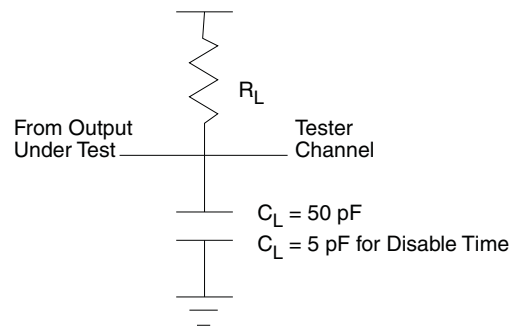 R_L
From Output
Under Test
Tester
Channel
C_L = 50 pF
C_L = 5 pF for Disable Time